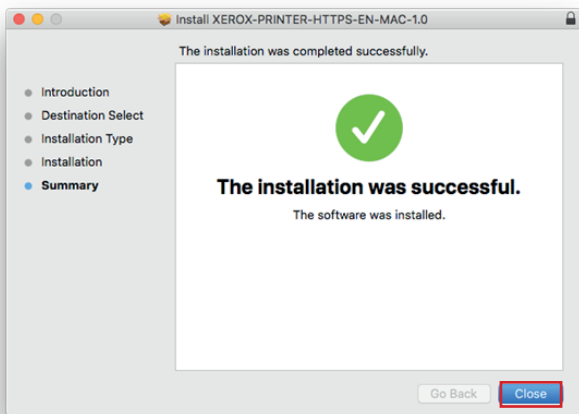 Install XEROX-PRINTER-HTTPS-EN-MAC-1.0
The installation was completed successfully.
Introduction
Destination Select
Installation Type
Installation
Summary
The installation was successful.
The software was installed.
Go Back
Close